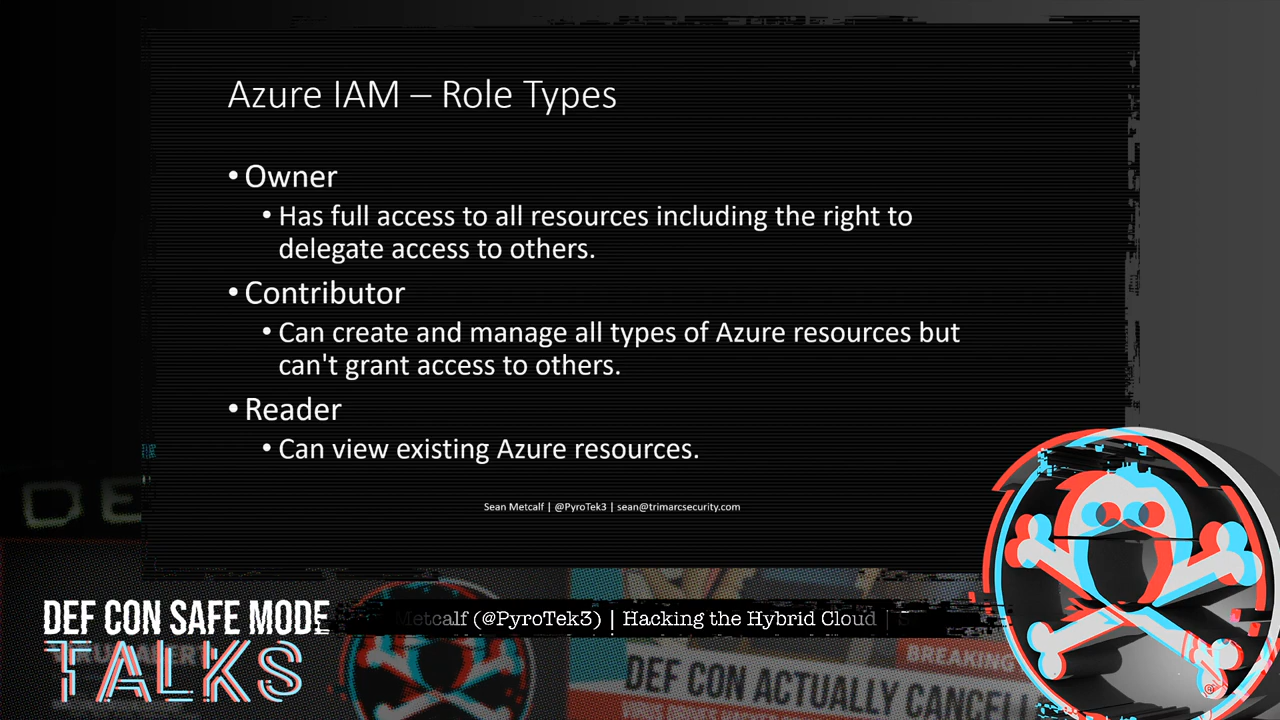 Azure IAM – Role Types
• Owner
• Has full access to all resources including the right to
delegate access to others.
• Contributor
• Can create and manage all types of Azure resources but
can't grant access to others.
• Reader
• Can view existing Azure resources.
Sean Metcalf | @PyroTek3 | sean@trimarcsecurity.com
DE
DEF CON SAFE MODE
TALKS
Metcalf (@PyroTek3) | Hacking the Hybrid Cloud | S
BREAKING
DEF CON ACTUALLY CANCELL